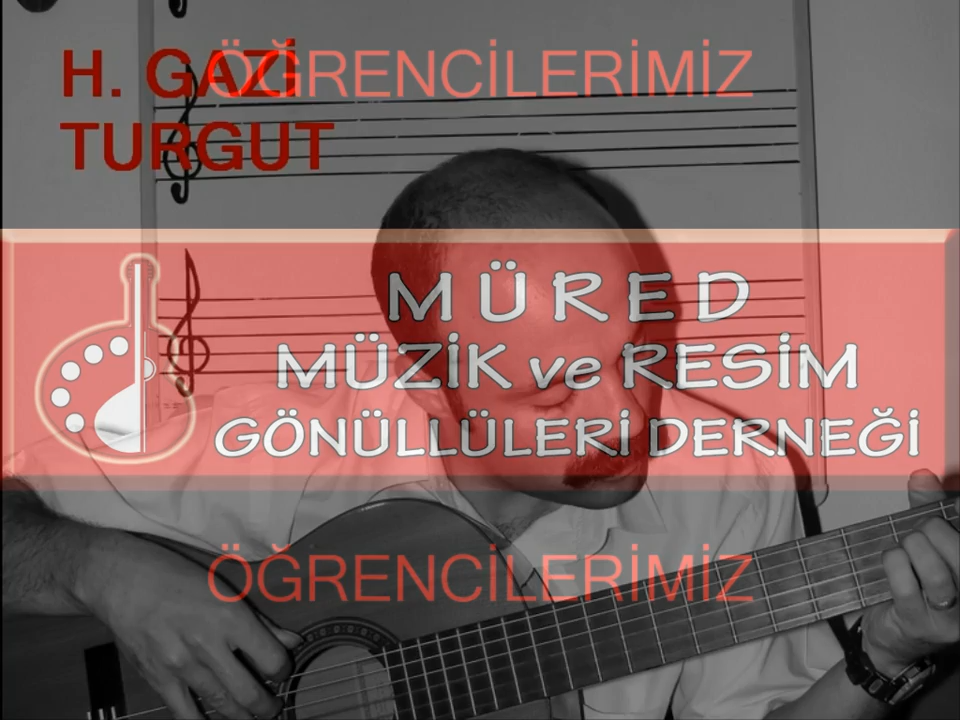 H. GAZİ
TURGUT
ÖĞRENCİLERİMİZ
MÜRED
MÜZİK ve RESİM
GÖNÜLLÜLERİ DERNEĞİ
ÖĞRENCİLERİMİZ